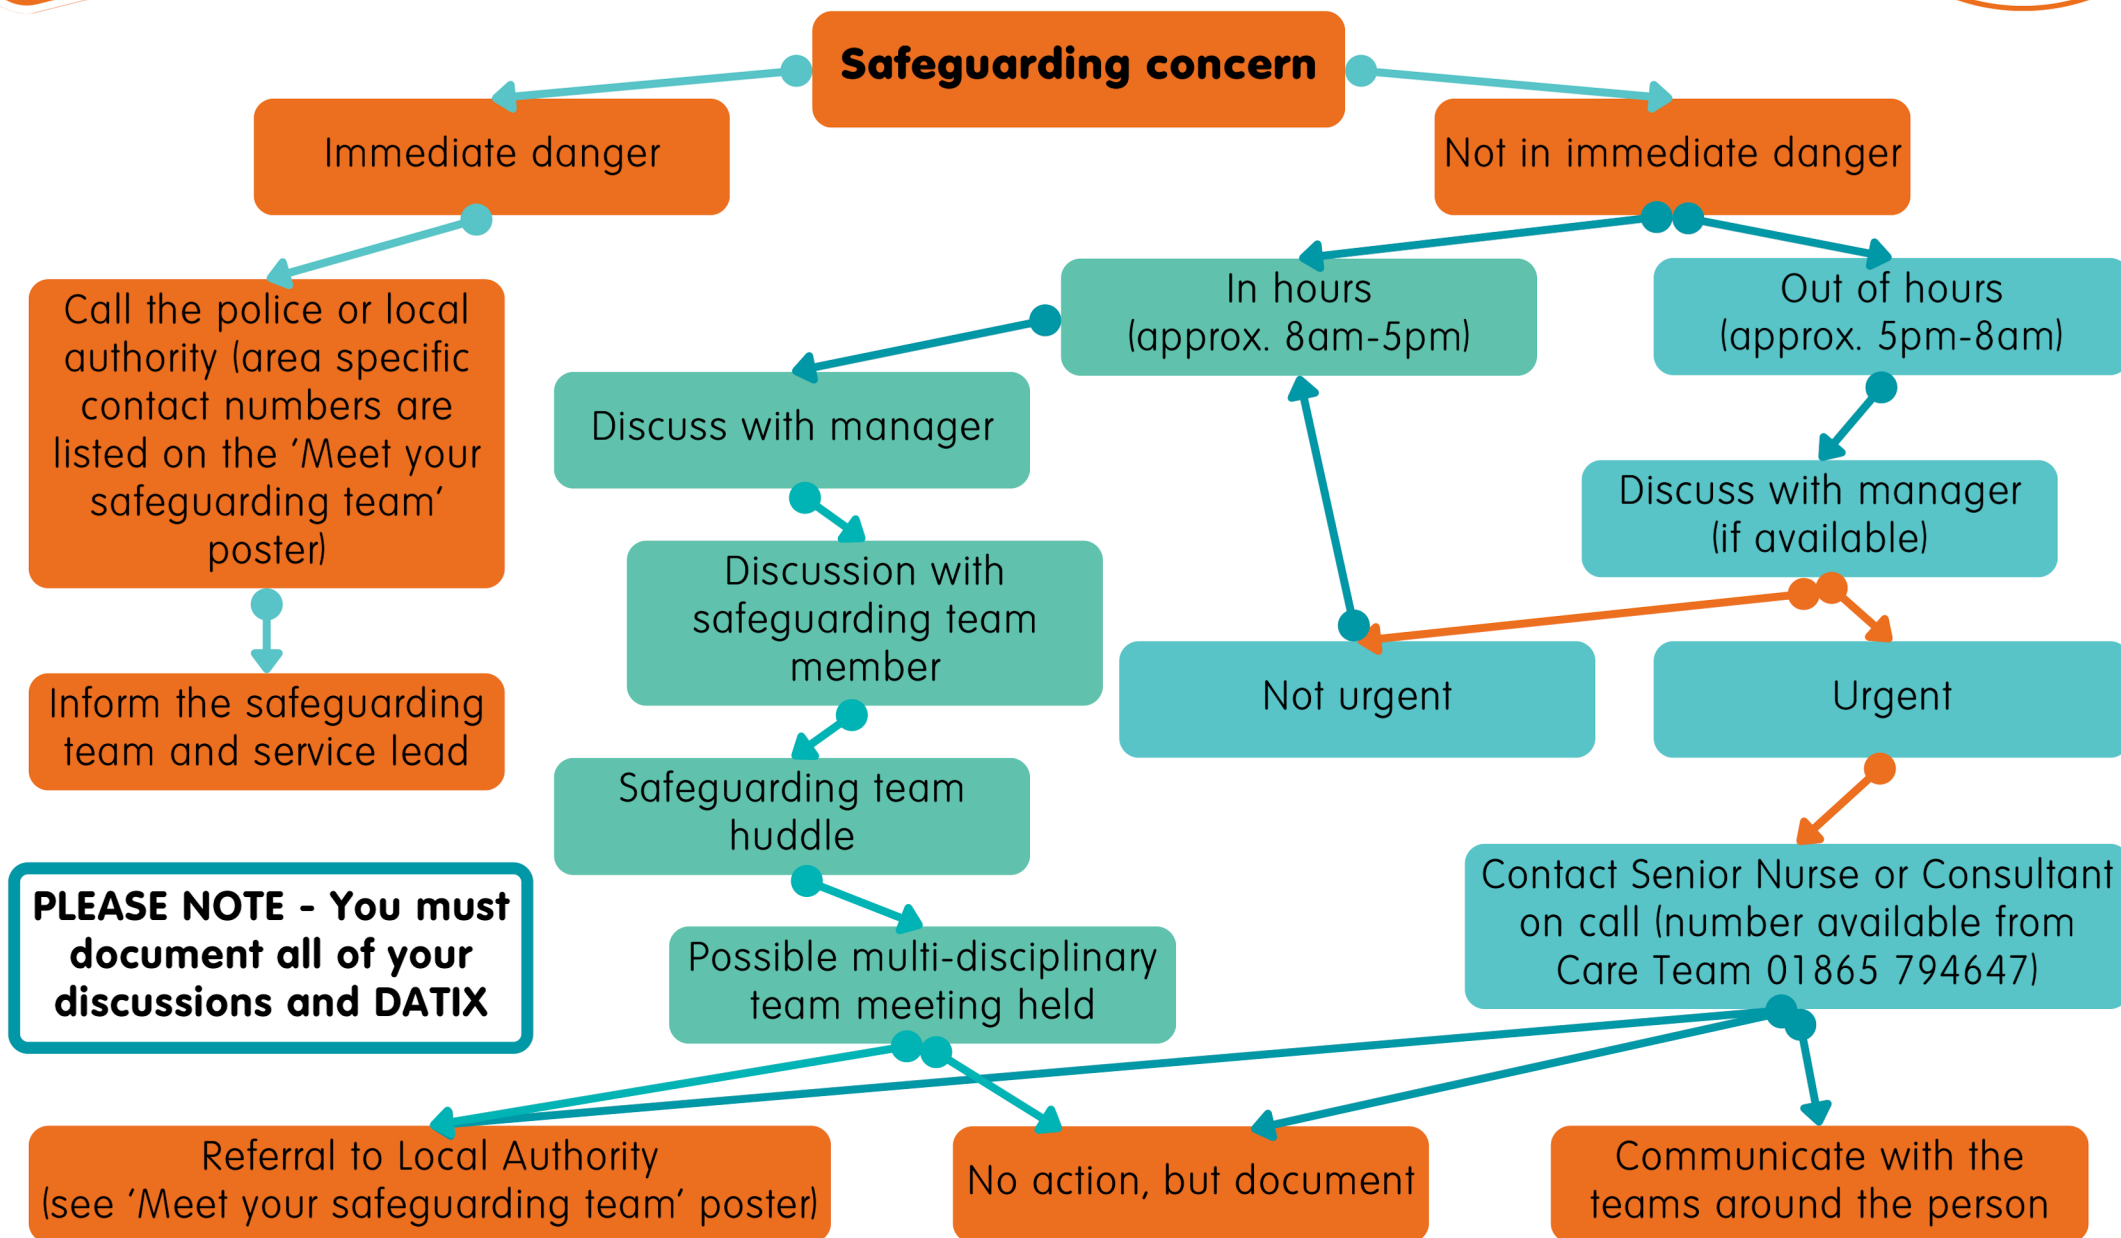 Safeguarding concern
Immediate danger
Not in immediate danger
Call the police or local
authority (area specific
contact numbers are
listed on the ‘Meet your
safeguarding team’
poster)
Inform the safeguarding
team and service lead
In hours
(approx. 8am-5pm)
Out of hours
(approx. 5pm-8am)
Discuss with manager
Discussion with
safeguarding team
member
Safeguarding team
huddle
Possible multi-disciplinary
team meeting held
Discuss with manager
(if available)
Not urgent
Urgent
Contact Senior Nurse or Consultant
on call (number available from
Care Team 01865 794647)
PLEASE NOTE - You must
document all of your
discussions and DATIX
Referral to Local Authority
(see ‘Meet your safeguarding team’ poster)
No action, but document
Communicate with the
teams around the person